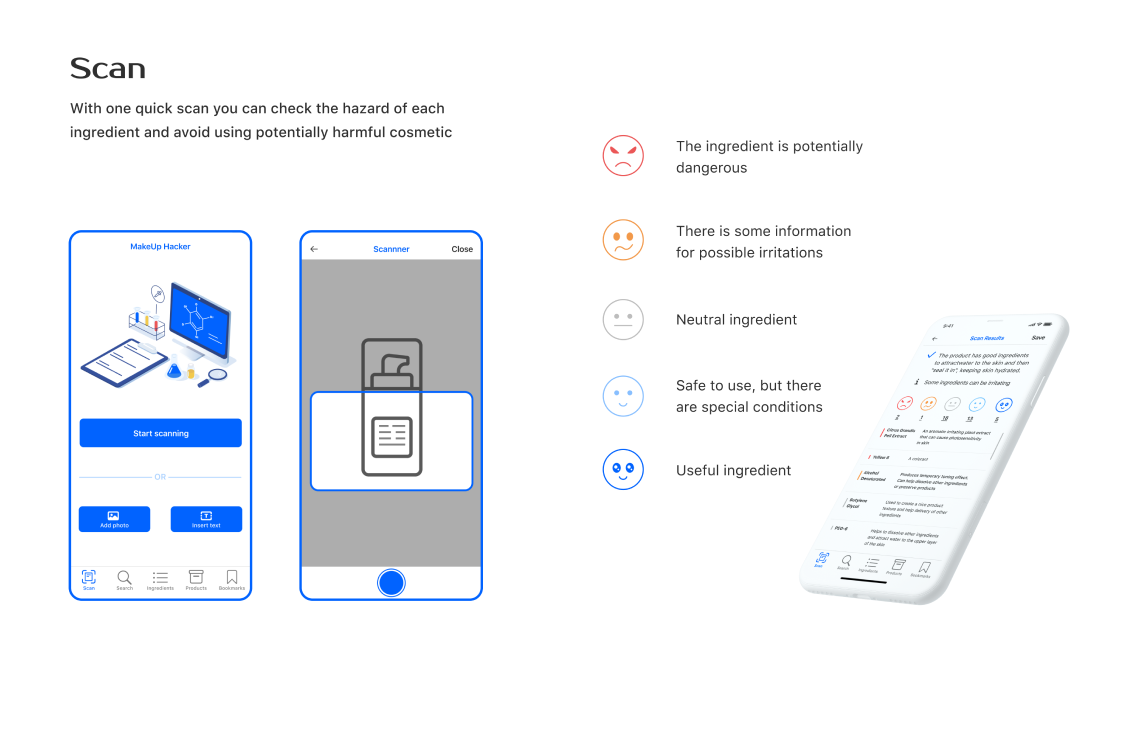 Scan
With one quick scan you can check the hazard of each
ingredient and avoid using potentially harmful cosmetic
MakeUp Hacker
Start scanning
OR
Add photo
Insert text
Scan
Search
Ingredients
Products
Bookmarks
Scannner
Close
The ingredient is potentially
dangerous
There is some information
for possible irritations
Neutral ingredient
Safe to use, but there
are special conditions
Useful ingredient
9:41
Scan Results
Save
The product has good ingredients
to attractwater to the skin and then
"seal it in", keeping skin hydrated.
Some ingredients can be irritating
2
1
18
13
5
Citrus Grandis
Peel Extract
An aromatic irritating plant extract
that can cause photosensitivity
in skin
Yellow 5
A colorant
Alcohol
Denaturated
Produces temporary toning effect.
Can help dissolve other ingredients
or preserve products
Butylene
Glycol
Used to create a nice product
texture and help delivery of other
ingredients
PEG-8
Helps to dissolve other ingredients
and attract water to the upper layer
of the skin
Scan
Search
Ingredients
Products
Bookmarks